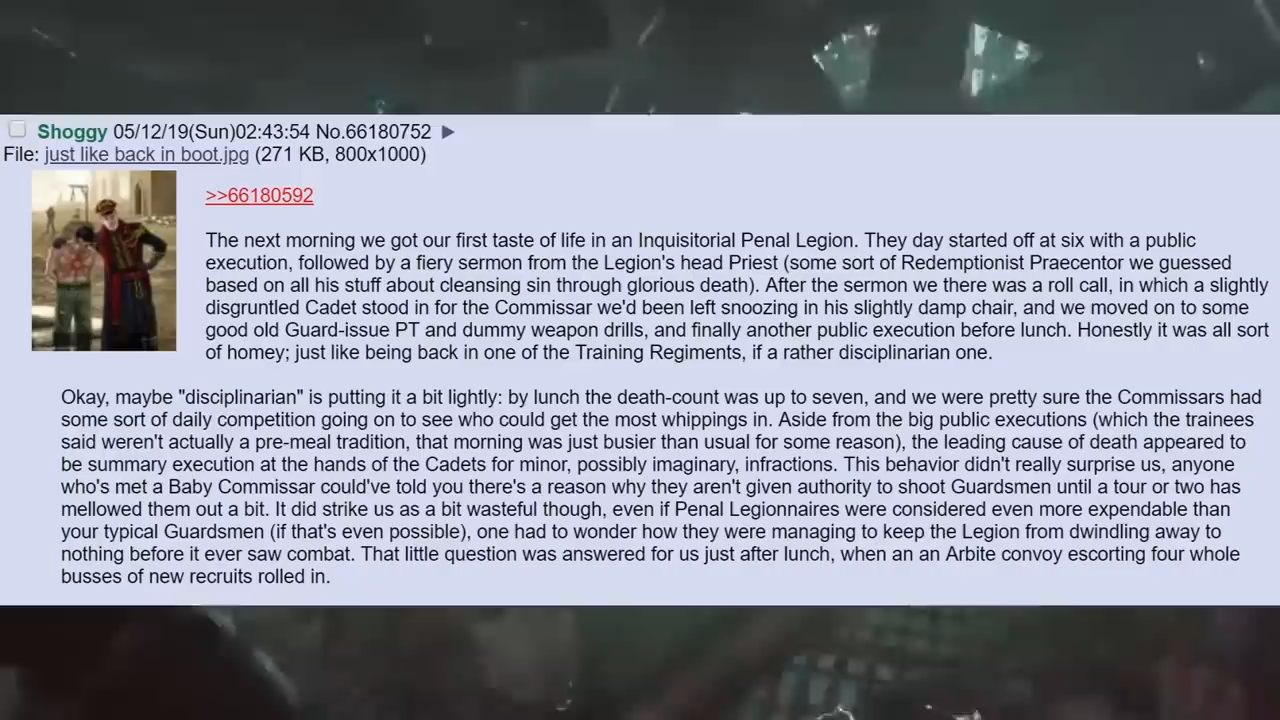 Shoggy 05/12/19(Sun)02:43:54 No.66180752 ▶
File: just like back in boot.jpg (271 KB, 800x1000)
>>66180592
The next morning we got our first taste of life in an Inquisitorial Penal Legion. They day started off at six with a public
execution, followed by a fiery sermon from the Legion's head Priest (some sort of Redemptionist Praecentor we guessed
based on all his stuff about cleansing sin through glorious death). After the sermon we there was a roll call, in which a slightly
disgruntled Cadet stood in for the Commissar we'd been left snoozing in his slightly damp chair, and we moved on to some
good old Guard-issue PT and dummy weapon drills, and finally another public execution before lunch. Honestly it was all sort
of homey; just like being back in one of the Training Regiments, if a rather disciplinarian one.
Okay, maybe "disciplinarian" is putting it a bit lightly: by lunch the death-count was up to seven, and we were pretty sure the Commissars had
some sort of daily competition going on to see who could get the most whippings in. Aside from the big public executions (which the trainees
said weren't actually a pre-meal tradition, that morning was just busier than usual for some reason), the leading cause of death appeared to
be summary execution at the hands of the Cadets for minor, possibly imaginary, infractions. This behavior didn't really surprise us, anyone
who's met a Baby Commissar could've told you there's a reason why they aren't given authority to shoot Guardsmen until a tour or two has
mellowed them out a bit. It did strike us as a bit wasteful though, even if Penal Legionnaires were considered even more expendable than
your typical Guardsmen (if that's even possible), one had to wonder how they were managing to keep the Legion from dwindling away to
nothing before it ever saw combat. That little question was answered for us just after lunch, when an an Arbite convoy escorting four whole
busses of new recruits rolled in.